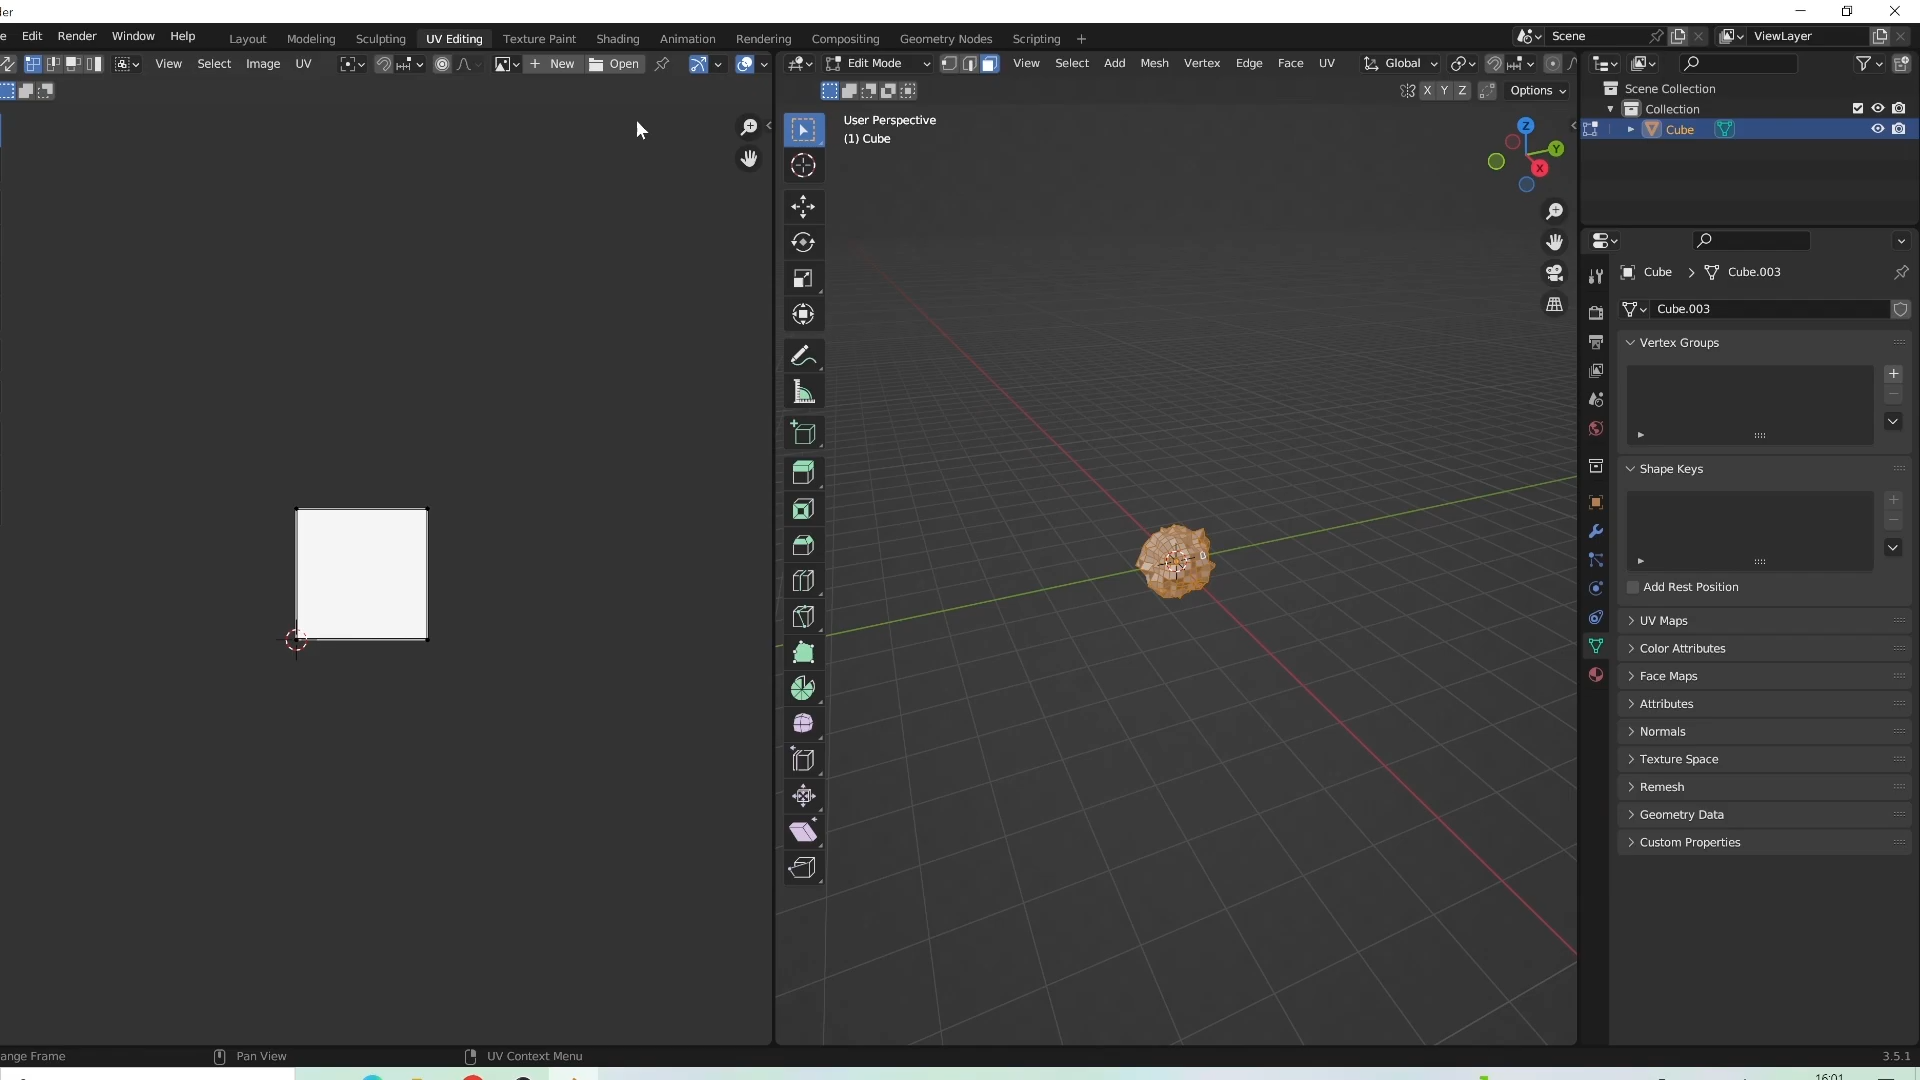 der
Edit Render Window Help Layout Modeling Sculpting UV Editing Texture Paint Shading Animation Rendering Compositing Geometry Nodes Scripting + Scene ViewLayer
View Select Image UV New Open Edit Mode View Select Add Mesh Vertex Edge Face UV Global
X Y Z Options
Scene Collection
Collection
Cube
User Perspective
(1) Cube
Z
Y
X
Cube > Cube.003
Cube.003
Vertex Groups
Shape Keys
Add Rest Position
UV Maps
Color Attributes
Face Maps
Attributes
Normals
Texture Space
Remesh
Geometry Data
Custom Properties
ange Frame Pan View UV Context Menu 3.5.1
16:01